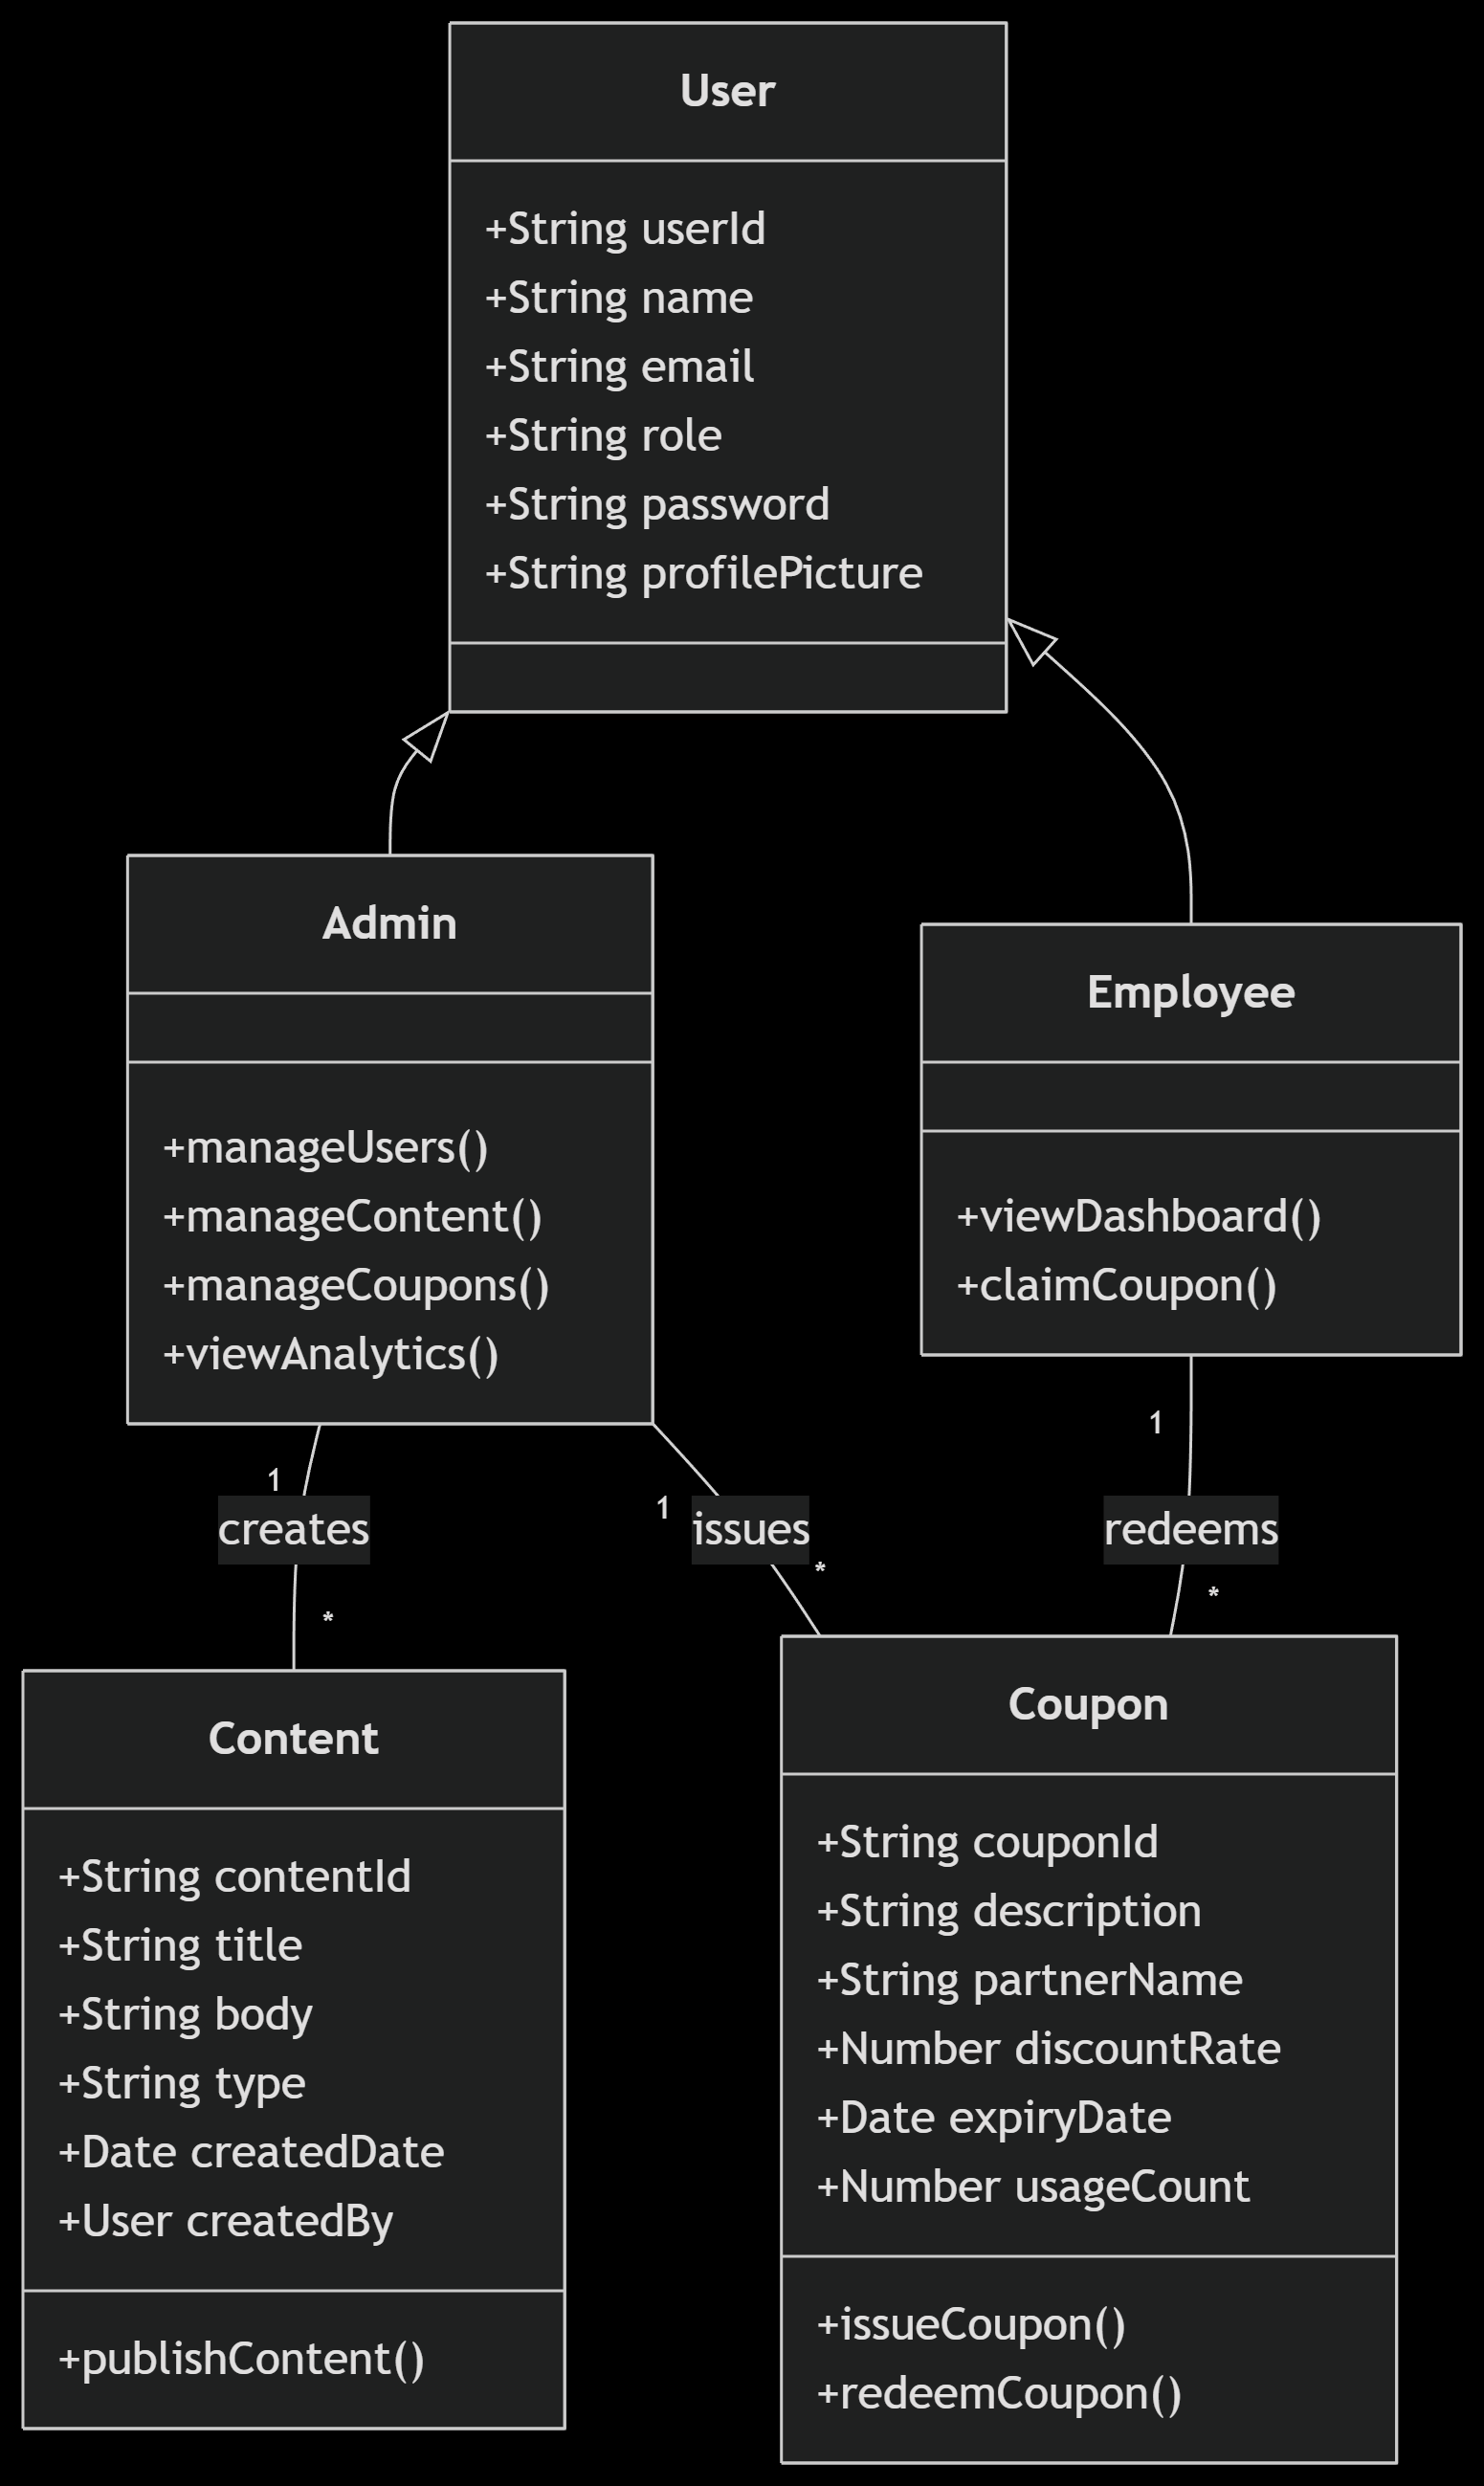 User
+String userId
+String name
+String email
+String role
+String password
+String profilePicture
Admin
+manageUsers()
+manageContent()
+manageCoupons()
+viewAnalytics()
Employee
+viewDashboard()
+claimCoupon()
1
creates
*
1
issues
*
1
redeems
*
Content
+String contentId
+String title
+String body
+String type
+Date createdDate
+User createdBy
+publishContent()
Coupon
+String couponId
+String description
+String partnerName
+Number discountRate
+Date expiryDate
+Number usageCount
+issueCoupon()
+redeemCoupon()